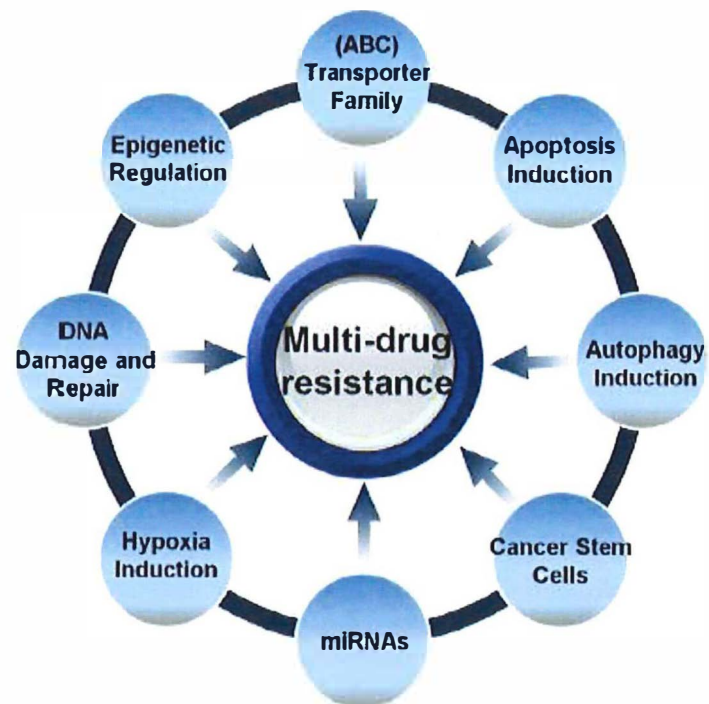 (ABC)
Transporter
Family
Apoptosis
Induction
Autophagy
Induction
Cancer Stem
Cells
miRNAs
Hypoxia
Induction
DNA
Damage and
Repair
Epigenetic
Regulation
Multi-drug
resistance